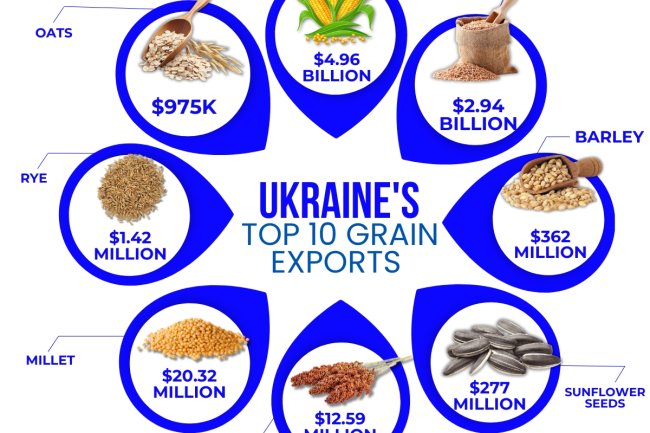 OATS
$975K
$4.96
BILLION
$2.94
BILLION
BARLEY
$362
MILLION
RYE
$1.42
MILLION
UKRAINE'S
TOP 10 GRAIN
EXPORTS
MILLET
$20.32
MILLION
$12.59
MILLION
$277
MILLION
SUNFLOWER
SEEDS